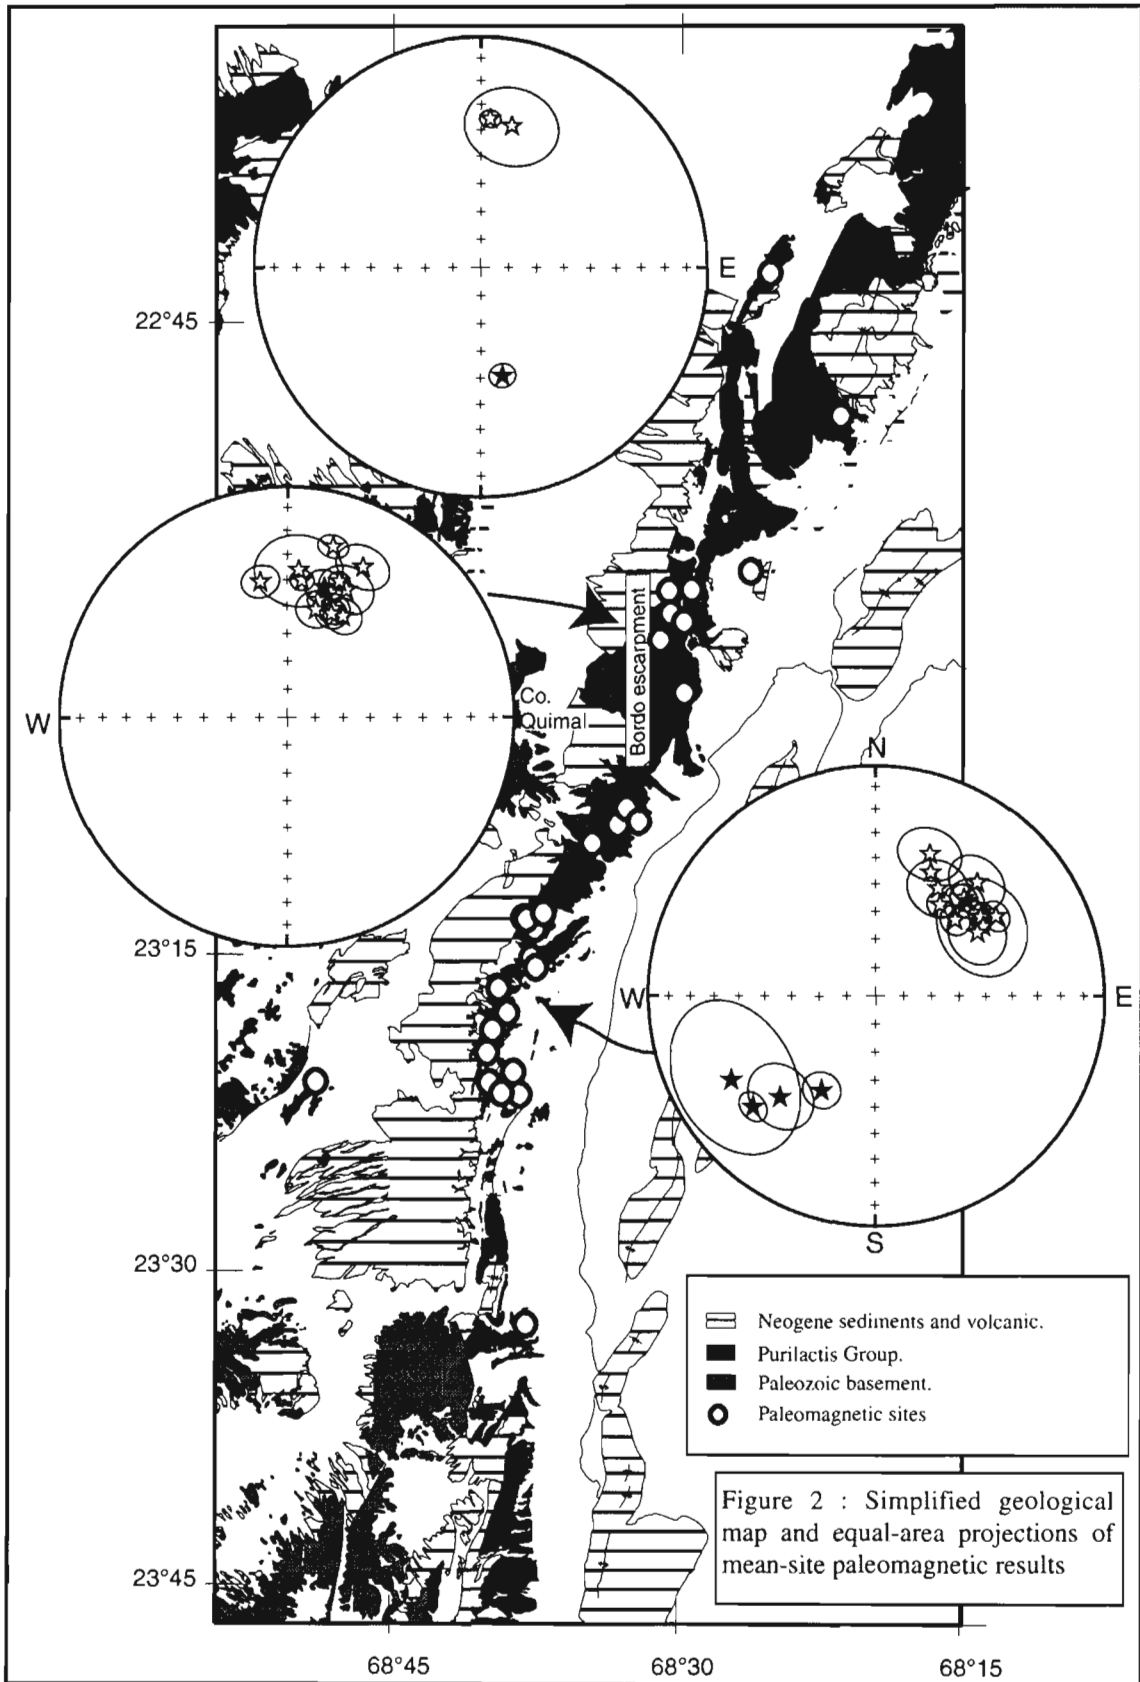 E
22°45
W
Co.
Quimal
Bordo escarpment
N
23°15
W
E
S
23°30
Neogene sediments and volcanic.
Purilactis Group.
Paleozoic basement.
Paleomagnetic sites
Figure 2 : Simplified geological
map and equal-area projections of
mean-site paleomagnetic results
23°45
68°45
68°30
68°15